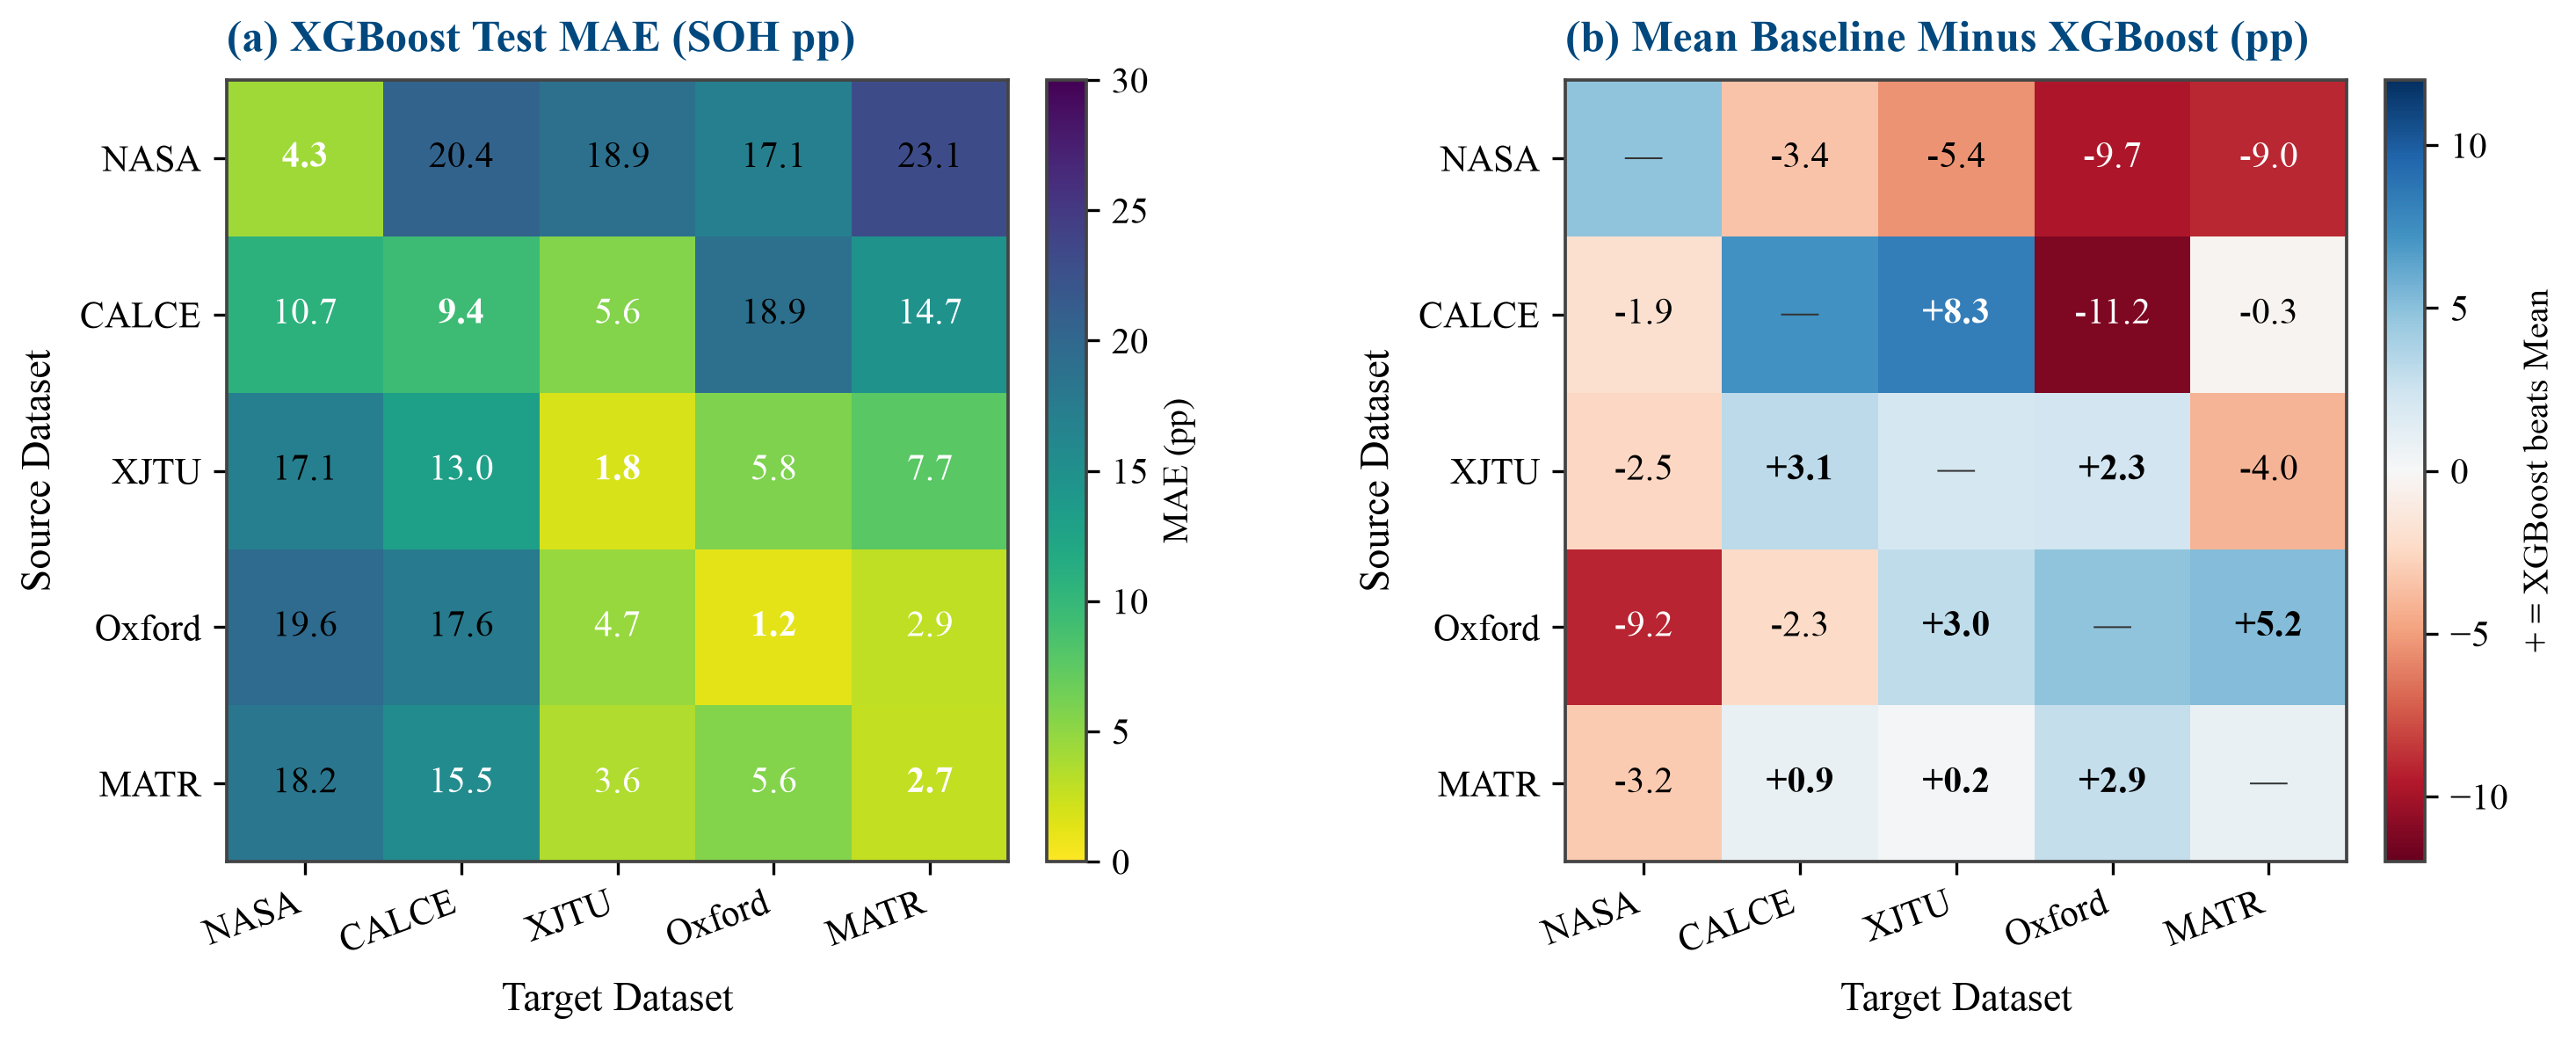 (a) XGBoost Test MAE (SOH pp)
Source Dataset
NASA 4.3 20.4 18.9 17.1 23.1
CALCE 10.7 9.4 5.6 18.9 14.7
XJTU 17.1 13.0 1.8 5.8 7.7
Oxford 19.6 17.6 4.7 1.2 2.9
MATR 18.2 15.5 3.6 5.6 2.7
NASA CALCE XJTU Oxford MATR
Target Dataset
30
25
20
15
10
5
0
MAE (pp)
(b) Mean Baseline Minus XGBoost (pp)
Source Dataset
NASA — -3.4 -5.4 -9.7 -9.0
CALCE -1.9 — +8.3 -11.2 -0.3
XJTU -2.5 +3.1 — +2.3 -4.0
Oxford -9.2 -2.3 +3.0 — +5.2
MATR -3.2 +0.9 +0.2 +2.9 —
NASA CALCE XJTU Oxford MATR
Target Dataset
10
5
0
−5
−10
+ = XGBoost beats Mean